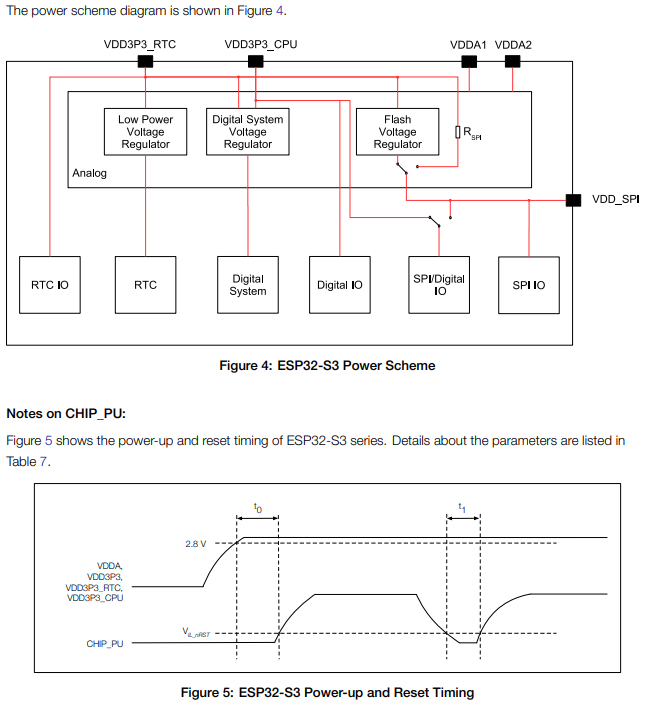 The power scheme diagram is shown in Figure 4.
VDD3P3_RTC
VDD3P3_CPU
VDDA1 VDDA2
Low Power
Voltage
Regulator
Digital System
Voltage
Regulator
Flash
Voltage
Regulator
RSPI
Analog
VDD_SPI
RTC IO
RTC
Digital
System
Digital IO
SPI/Digital
IO
SPI IO
Figure 4: ESP32-S3 Power Scheme
Notes on CHIP_PU:
Figure 5 shows the power-up and reset timing of ESP32-S3 series. Details about the parameters are listed in
Table 7.
t0
t1
2.8 V
VDDA,
VDD3P3,
VDD3P3_RTC,
VDD3P3_CPU
VIL_nRST
CHIP_PU
Figure 5: ESP32-S3 Power-up and Reset Timing